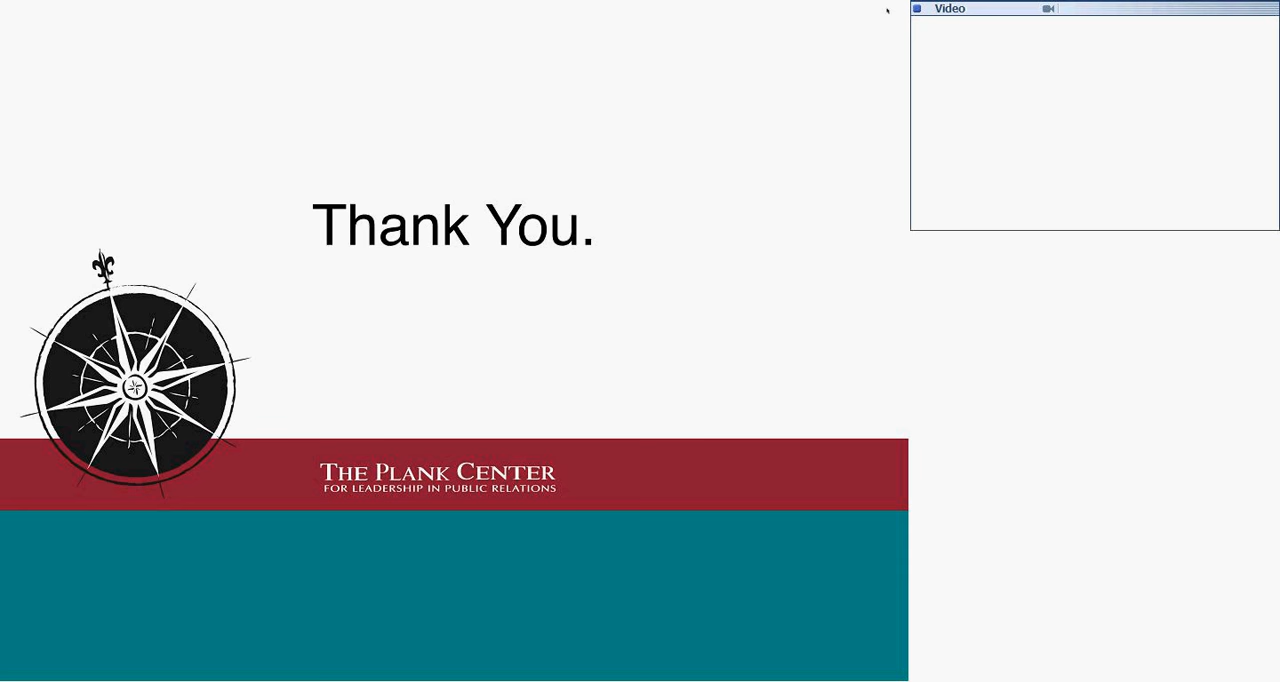 Video
Thank You.
THE PLANK CENTER
FOR LEADERSHIP IN PUBLIC RELATIONS